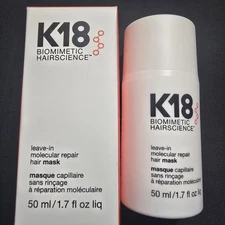 K18
BIOMIMETIC
HAIRSCIENCE™
leave-in
molecular repair
hair mask
masque capillaire
sans rinçage
à réparation moléculaire
50 ml/1.7 fl oz liq
K18
BIOMIMETIC
HAIRSCIENCE™
leave-in
molecular repair
hair mask
masque capillaire
sans rinçage
à réparation moléculaire
50 ml/1.7 fl oz liq